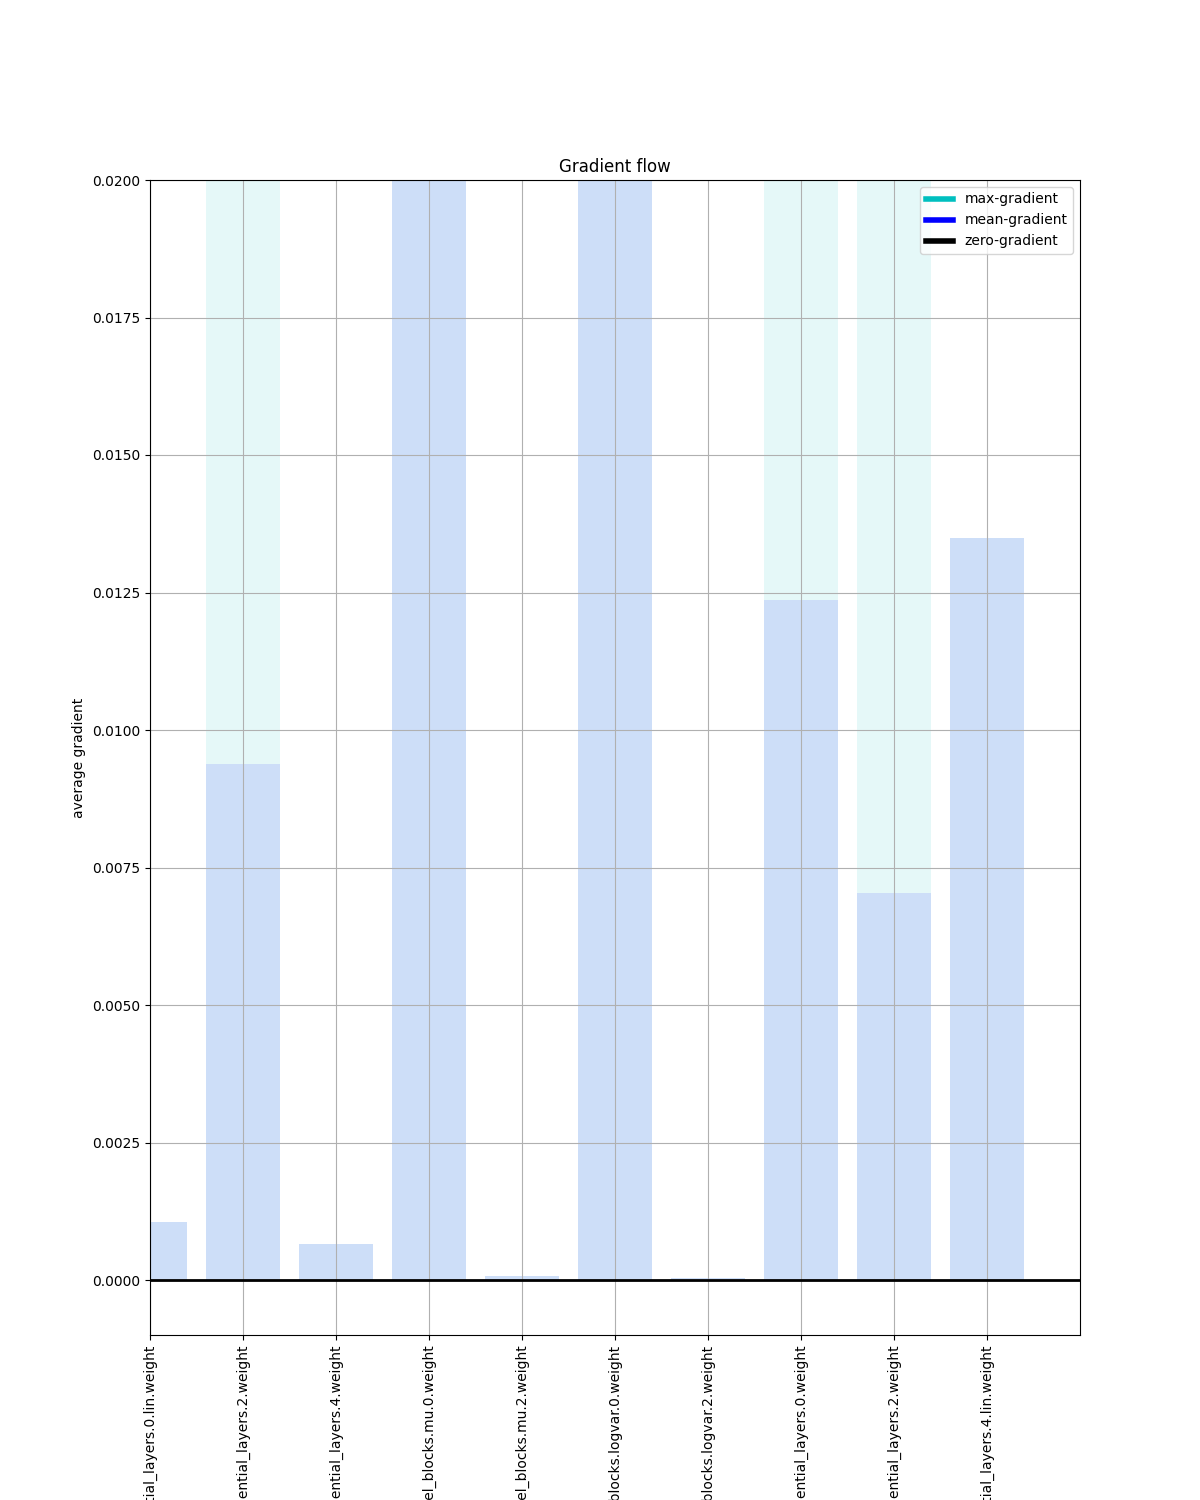 Gradient flow
max-gradient
mean-gradient
zero-gradient
0.0200
0.0175
0.0150
0.0125
0.0100
0.0075
0.0050
0.0025
0.0000
average gradient
tial_layers.0.lin.weight
ential_layers.2.weight
ential_layers.4.weight
el_blocks.mu.0.weight
el_blocks.mu.2.weight
blocks.logvar.0.weight
blocks.logvar.2.weight
ential_layers.0.weight
ential_layers.2.weight
tial_layers.4.lin.weight